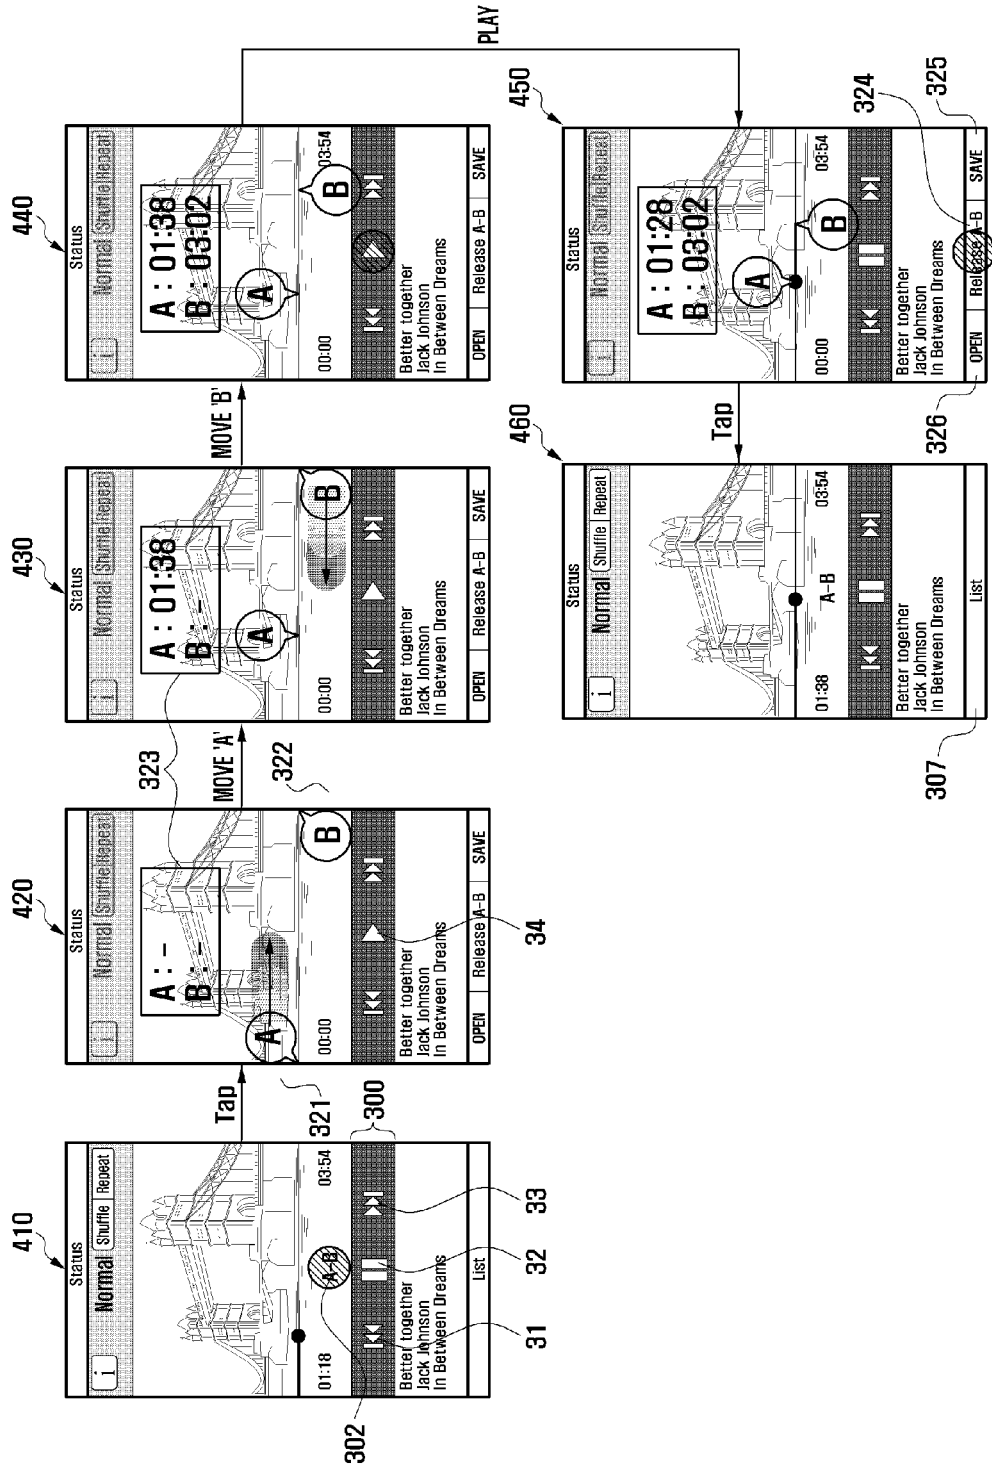 410
Status
i Normal Shuffle Repeat
01:18 03:54
A-B
302
300
Better together
Jack Johnson
In Between Dreams
List
31 32 33
Tap
420
Status
i Normal Shuffle Repeat
A : –
B : –
A
321
B
322
00:00
Better together
Jack Johnson
In Between Dreams
OPEN Release A-B SAVE
34
323
MOVE 'A'
430
Status
i Normal Shuffle Repeat
A : 01:38
B : –
A
B
00:00
Better together
Jack Johnson
In Between Dreams
OPEN Release A-B SAVE
MOVE 'B'
440
Status
i Normal Shuffle Repeat
A : 01:38
B : 03:02
A
B
00:00 03:54
Better together
Jack Johnson
In Between Dreams
OPEN Release A-B SAVE
PLAY
450
Status
i Normal Shuffle Repeat
A : 01:28
B : 03:02
A
B
00:00 03:54
Better together
Jack Johnson
In Between Dreams
OPEN Release A-B SAVE
326 324 325
Tap
460
Status
i Normal Shuffle Repeat
01:38 A-B 03:54
Better together
Jack Johnson
In Between Dreams
List
307